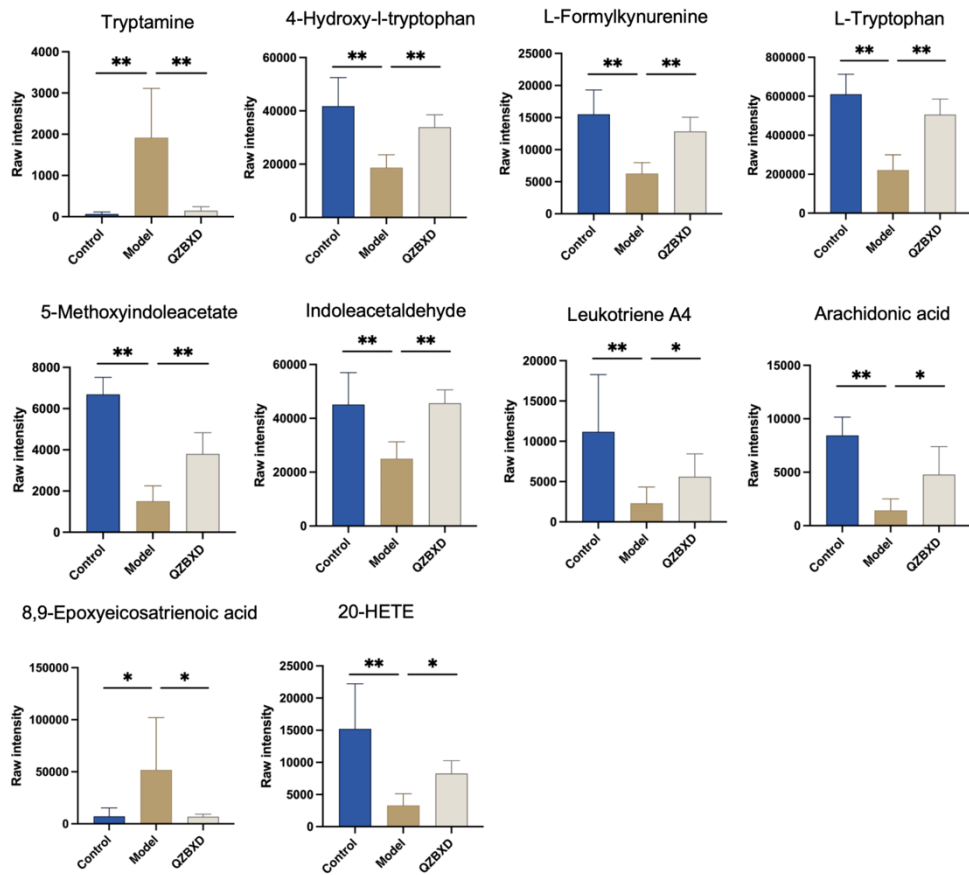 Tryptamine
** **
Raw intensity
4000
3000
2000
1000
0
Control
Model
QZBXD
4-Hydroxy-l-tryptophan
** **
Raw intensity
60000
40000
20000
0
Control
Model
QZBXD
L-Formylkynurenine
** **
Raw intensity
20000
15000
10000
5000
0
Control
Model
QZBXD
L-Tryptophan
** **
Raw intensity
800000
600000
400000
200000
0
Control
Model
QZBXD
5-Methoxyindoleacetate
** **
Raw intensity
8000
6000
4000
2000
0
Control
Model
QZBXD
Indoleacetaldehyde
** **
Raw intensity
60000
40000
20000
0
Control
Model
QZBXD
Leukotriene A4
** *
Raw intensity
20000
15000
10000
5000
0
Control
Model
QZBXD
Arachidonic acid
** *
Raw intensity
15000
10000
5000
0
Control
Model
QZBXD
8,9-Epoxyeicosatrienoic acid
* *
Raw intensity
150000
100000
50000
0
Control
Model
QZBXD
20-HETE
** *
Raw intensity
25000
20000
15000
10000
5000
0
Control
Model
QZBXD